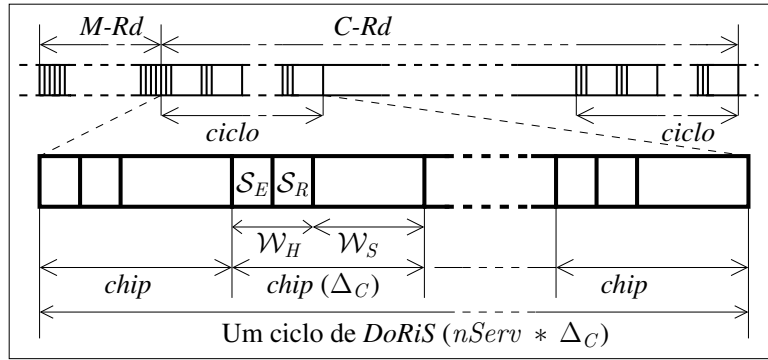 M-Rd C-Rd
ciclo ciclo
S_E S_R
W_H W_S
chip chip (Δ_C) chip
Um ciclo de DoRiS (nServ * Δ_C)